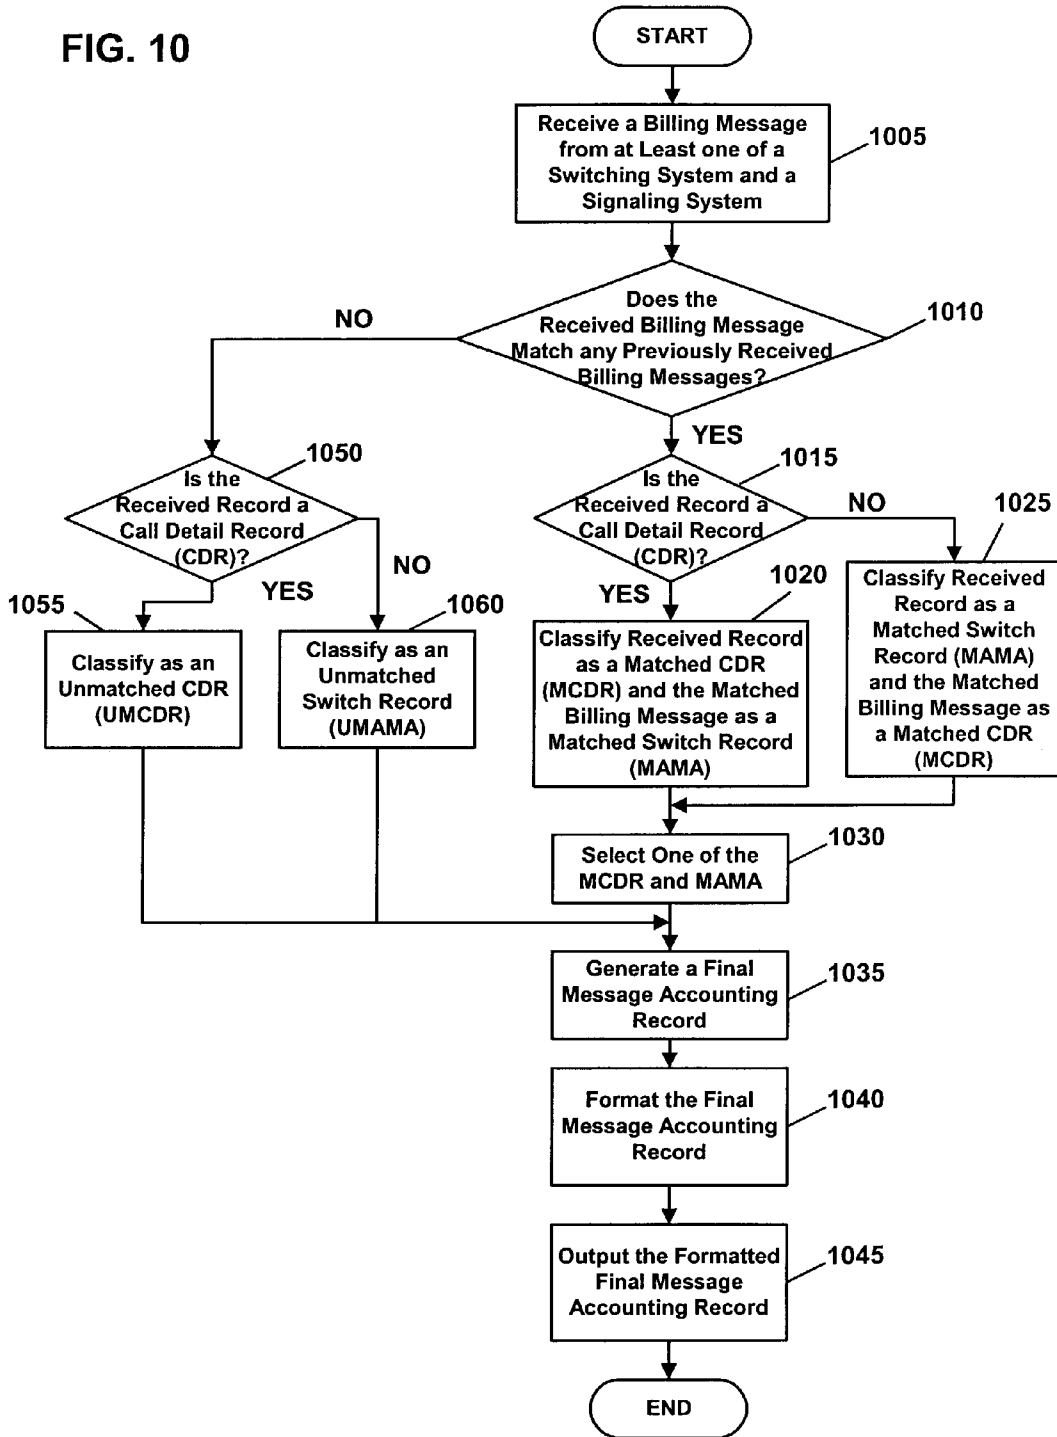 FIG. 10
START
Receive a Billing Message
from at Least one of a
Switching System and a
Signaling System
1005
Does the
Received Billing Message
Match any Previously Received
Billing Messages?
1010
NO
YES
1050
Is the
Received Record a
Call Detail Record
(CDR)?
YES
NO
1015
Is the
Received Record a
Call Detail Record
(CDR)?
YES
NO
1055
Classify as an
Unmatched CDR
(UMCDR)
1060
Classify as an
Unmatched
Switch Record
(UMAMA)
1020
Classify Received Record
as a Matched CDR
(MCDR) and the Matched
Billing Message as a
Matched Switch Record
(MAMA)
1025
Classify Received
Record as a
Matched Switch
Record (MAMA)
and the Matched
Billing Message as
a Matched CDR
(MCDR)
Select One of the
MCDR and MAMA
1030
Generate a Final
Message Accounting
Record
1035
Format the Final
Message Accounting
Record
1040
Output the Formatted
Final Message
Accounting Record
1045
END